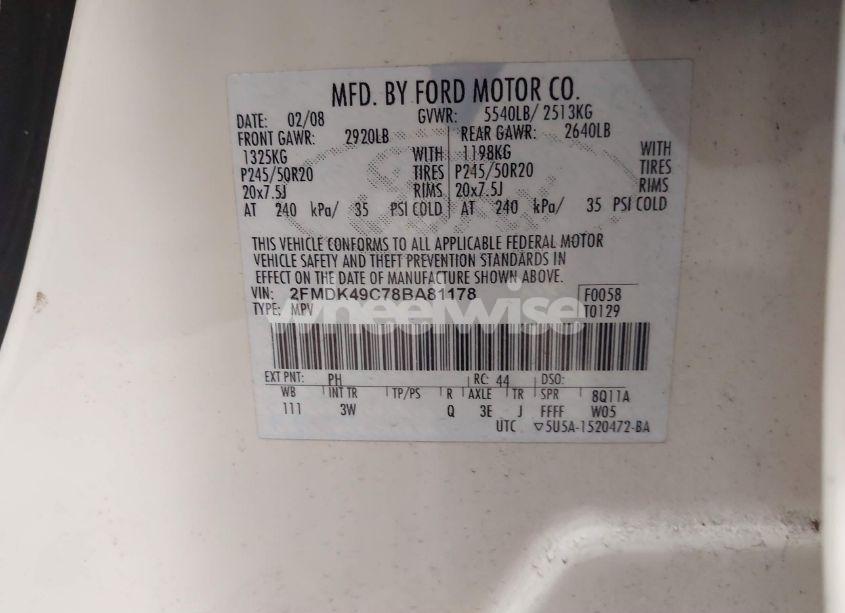 MFD. BY FORD MOTOR CO.
DATE: 02/08 GVWR: 5540LB/ 2513KG
FRONT GAWR: 2920LB REAR GAWR: 2640LB
1325KG WITH 1198KG WITH
P245/50R20 TIRES P245/50R20 TIRES
20x7.5J RIMS 20x7.5J RIMS
AT 240 kPa/ 35 PSI COLD AT 240 kPa/ 35 PSI COLD
THIS VEHICLE CONFORMS TO ALL APPLICABLE FEDERAL MOTOR
VEHICLE SAFETY AND THEFT PREVENTION STANDARDS IN
EFFECT ON THE DATE OF MANUFACTURE SHOWN ABOVE.
VIN: 2FMDK49C78BA81178 F0058
TYPE: MPV T0129
wheelwise
EXT PNT: PH RC: 44 DSO:
WB INT TR TP/PS R AXLE TR SPR 8Q11A
111 3W Q 3E J FFFF W05
UTC ▽5U5A-1520472-BA